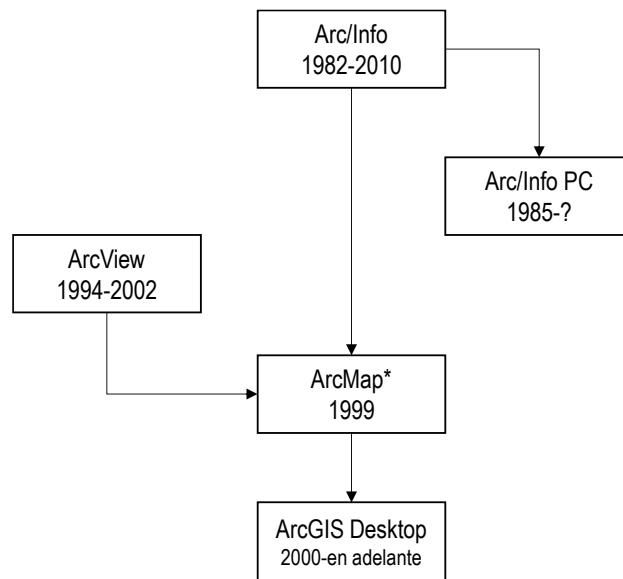 Arc/Info
1982-2010
Arc/Info PC
1985-?
ArcView
1994-2002
ArcMap*
1999
ArcGIS Desktop
2000-en adelante